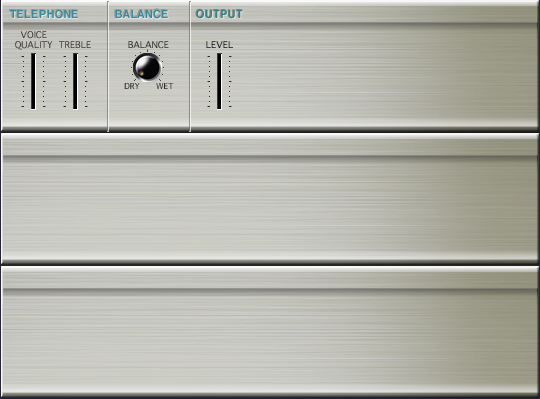 TELEPHONE BALANCE OUTPUT
VOICE
QUALITY TREBLE BALANCE LEVEL
DRY WET